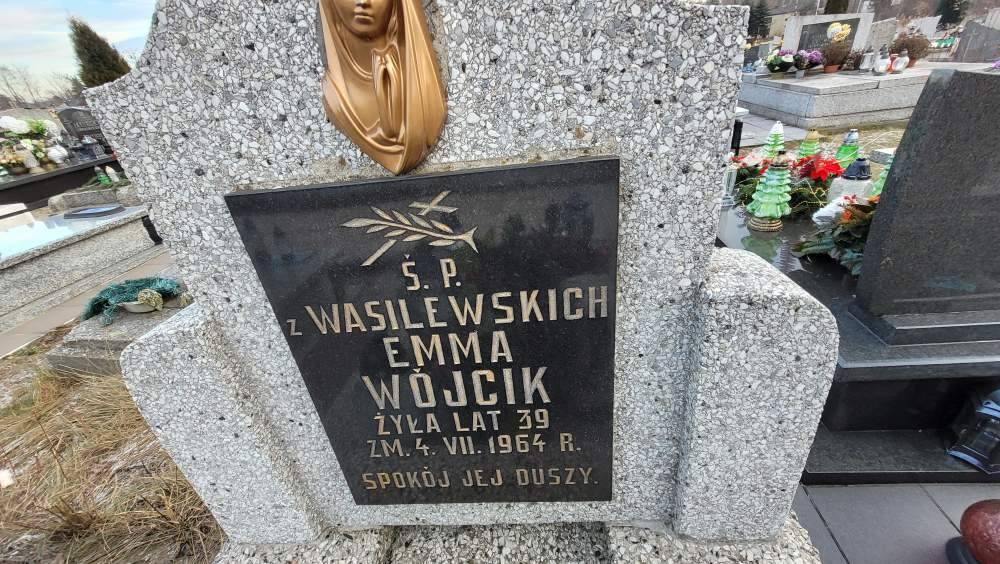 Ś. P.
z WASILEWSKICH
EMMA
WÓJCIK
ŻYŁA LAT 39
ZM. 4. VII. 1964 R.
SPOKÓJ JEJ DUSZY.